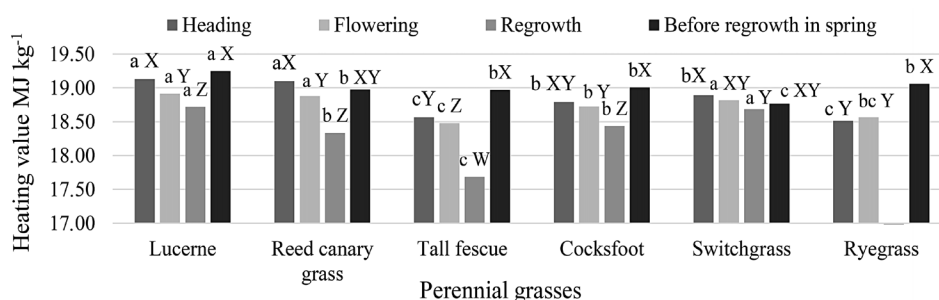 Heading Flowering Regrowth Before regrowth in spring
Heating value MJ kg-1
19.50
19.00
18.50
18.00
17.50
17.00
a X a Y a Z a X
aX a Y b Z b XY
cY c Z c W bX
b XY b Y b Z bX
bX a XY a Y c XY
c Y bc Y b X
Lucerne Reed canary grass Tall fescue Cocksfoot Switchgrass Ryegrass
Perennial grasses